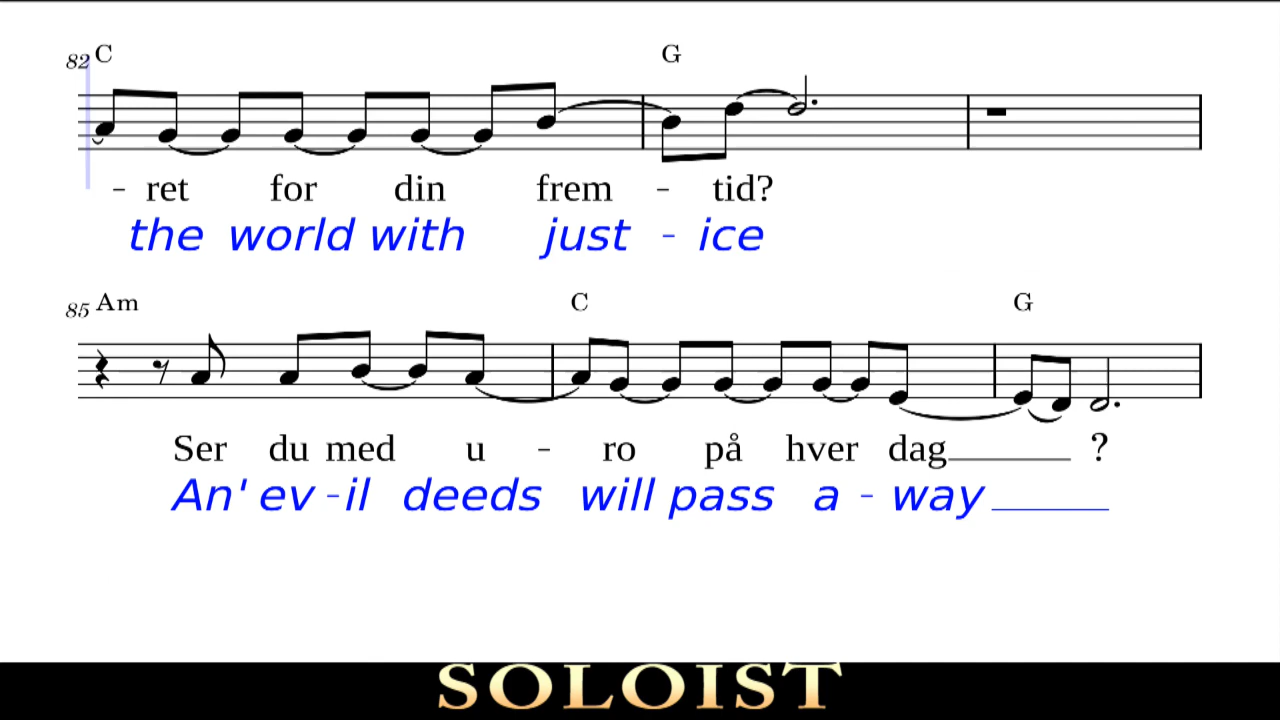 82 C G
- ret for din frem - tid?
the world with just - ice
85 Am C G
Ser du med u - ro på hver dag ?
An' ev - il deeds will pass a - way
SOLOIST